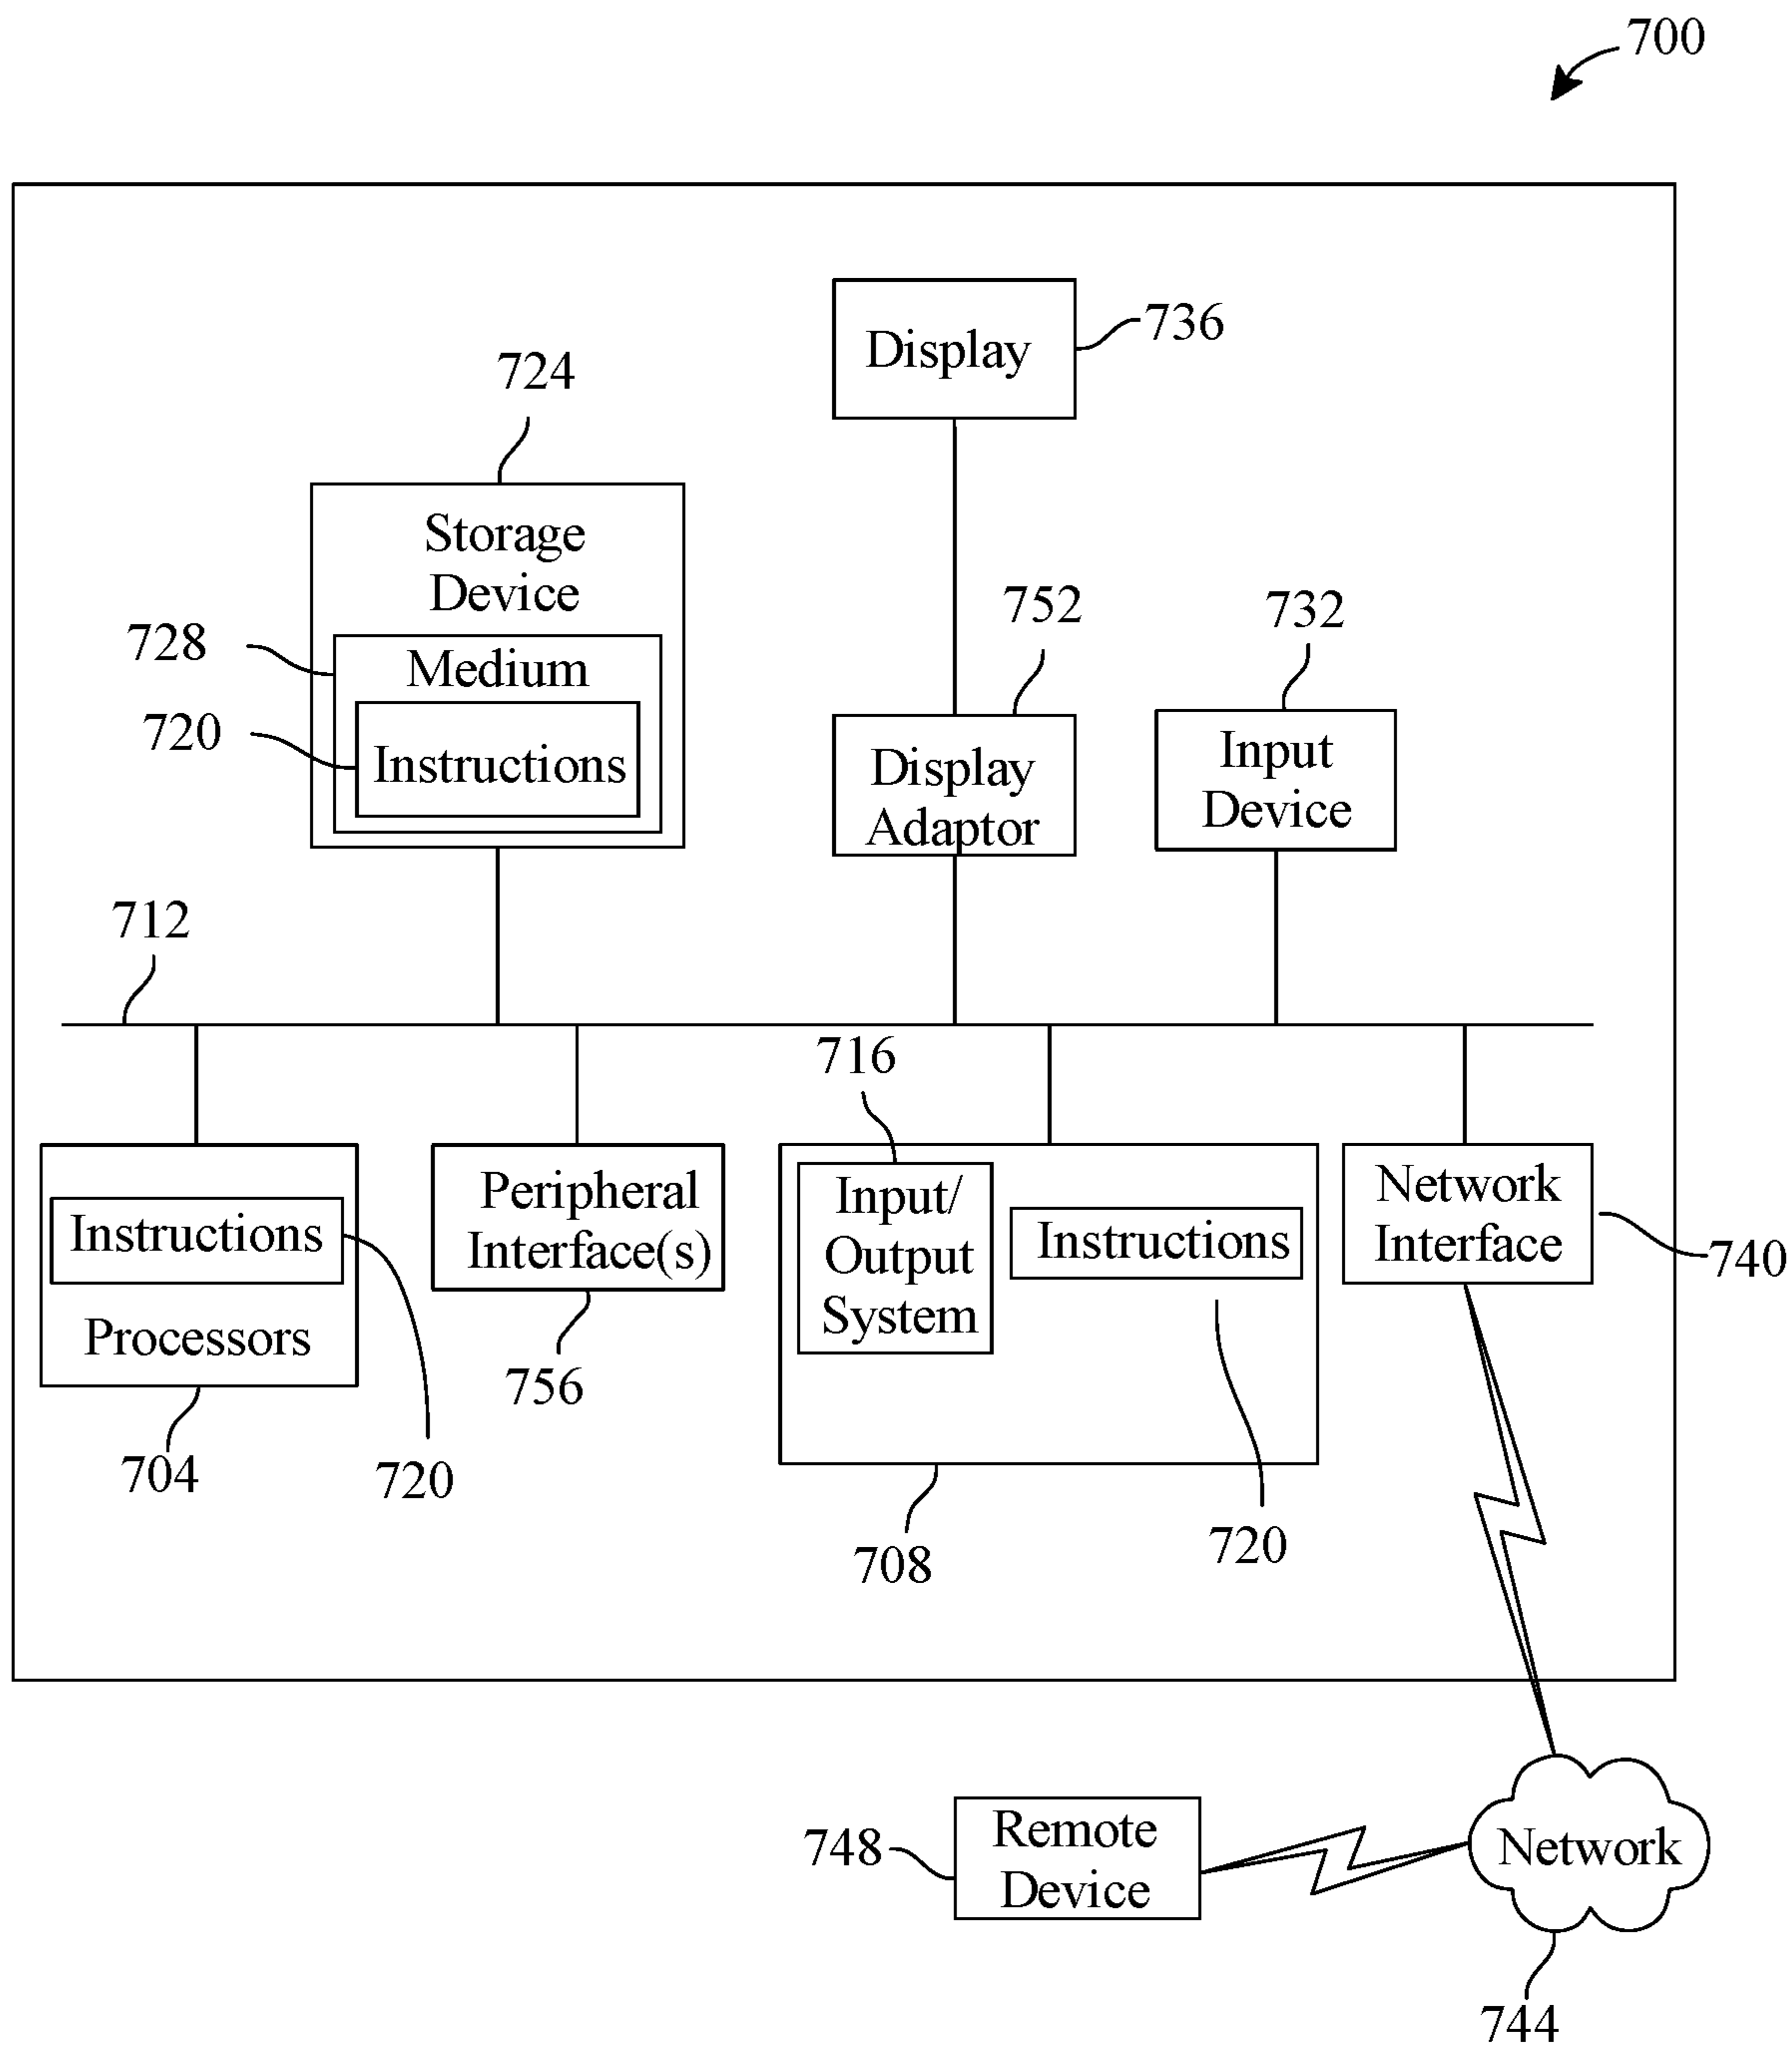 700
Display
736
724
Storage
Device
728
Medium
720
Instructions
752
Display
Adaptor
732
Input
Device
712
716
Instructions
Processors
704
720
Peripheral
Interface(s)
756
Input/
Output
System
Instructions
708
720
Network
Interface
740
748
Remote
Device
Network
744